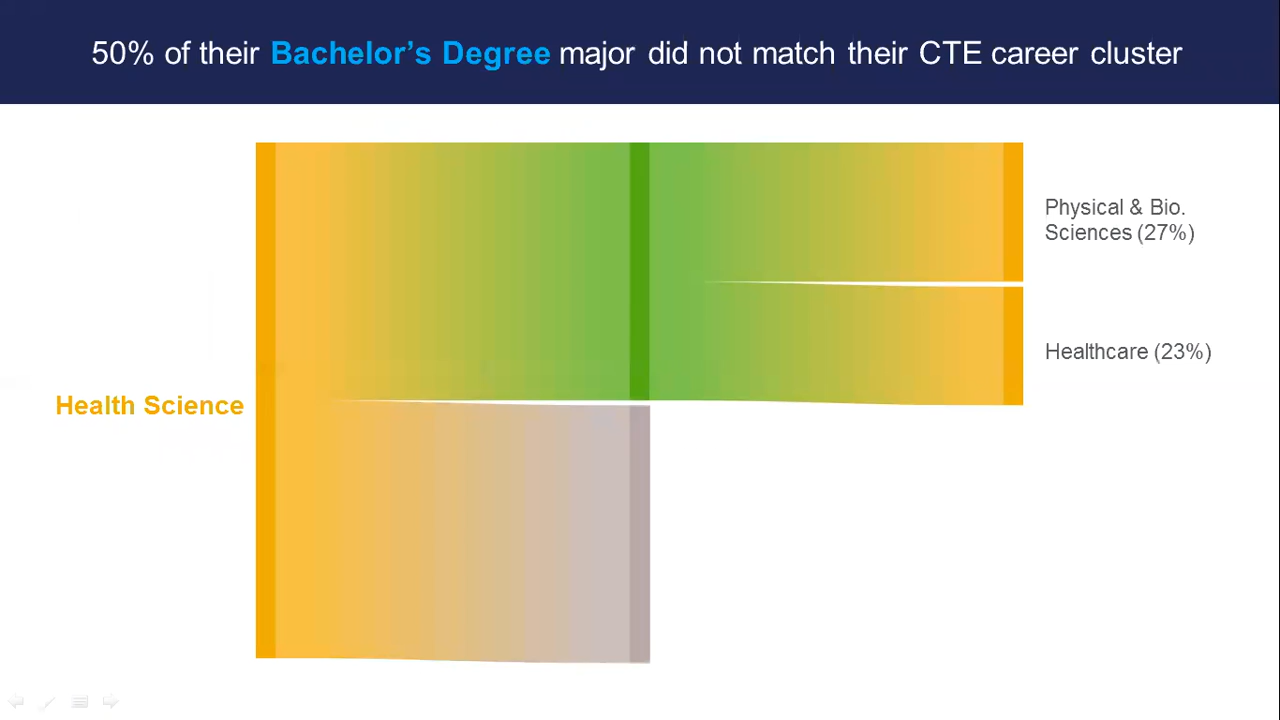 50% of their Bachelor’s Degree major did not match their CTE career cluster
Physical & Bio.
Sciences (27%)
Healthcare (23%)
Health Science